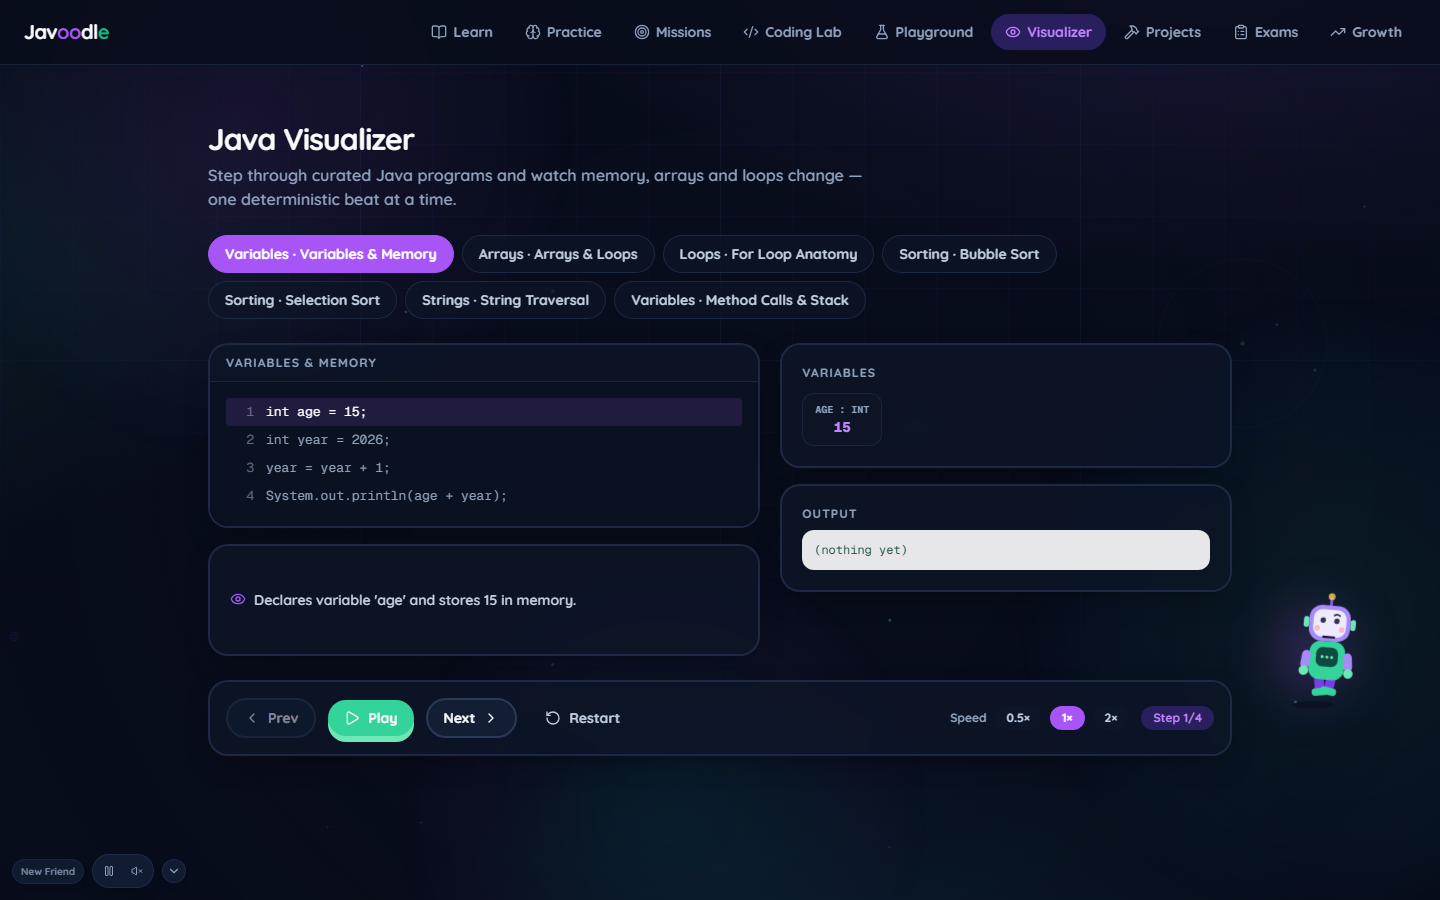 Javoodle
Learn
Practice
Missions
Coding Lab
Playground
Visualizer
Projects
Exams
Growth
Java Visualizer
Step through curated Java programs and watch memory, arrays and loops change —
one deterministic beat at a time.
Variables · Variables & Memory
Arrays · Arrays & Loops
Loops · For Loop Anatomy
Sorting · Bubble Sort
Sorting · Selection Sort
Strings · String Traversal
Variables · Method Calls & Stack
VARIABLES & MEMORY
1 int age = 15;
2 int year = 2026;
3 year = year + 1;
4 System.out.println(age + year);
Declares variable 'age' and stores 15 in memory.
VARIABLES
AGE : INT
15
OUTPUT
(nothing yet)
Prev
Play
Next
Restart
Speed
0.5×
1×
2×
Step 1/4
New Friend